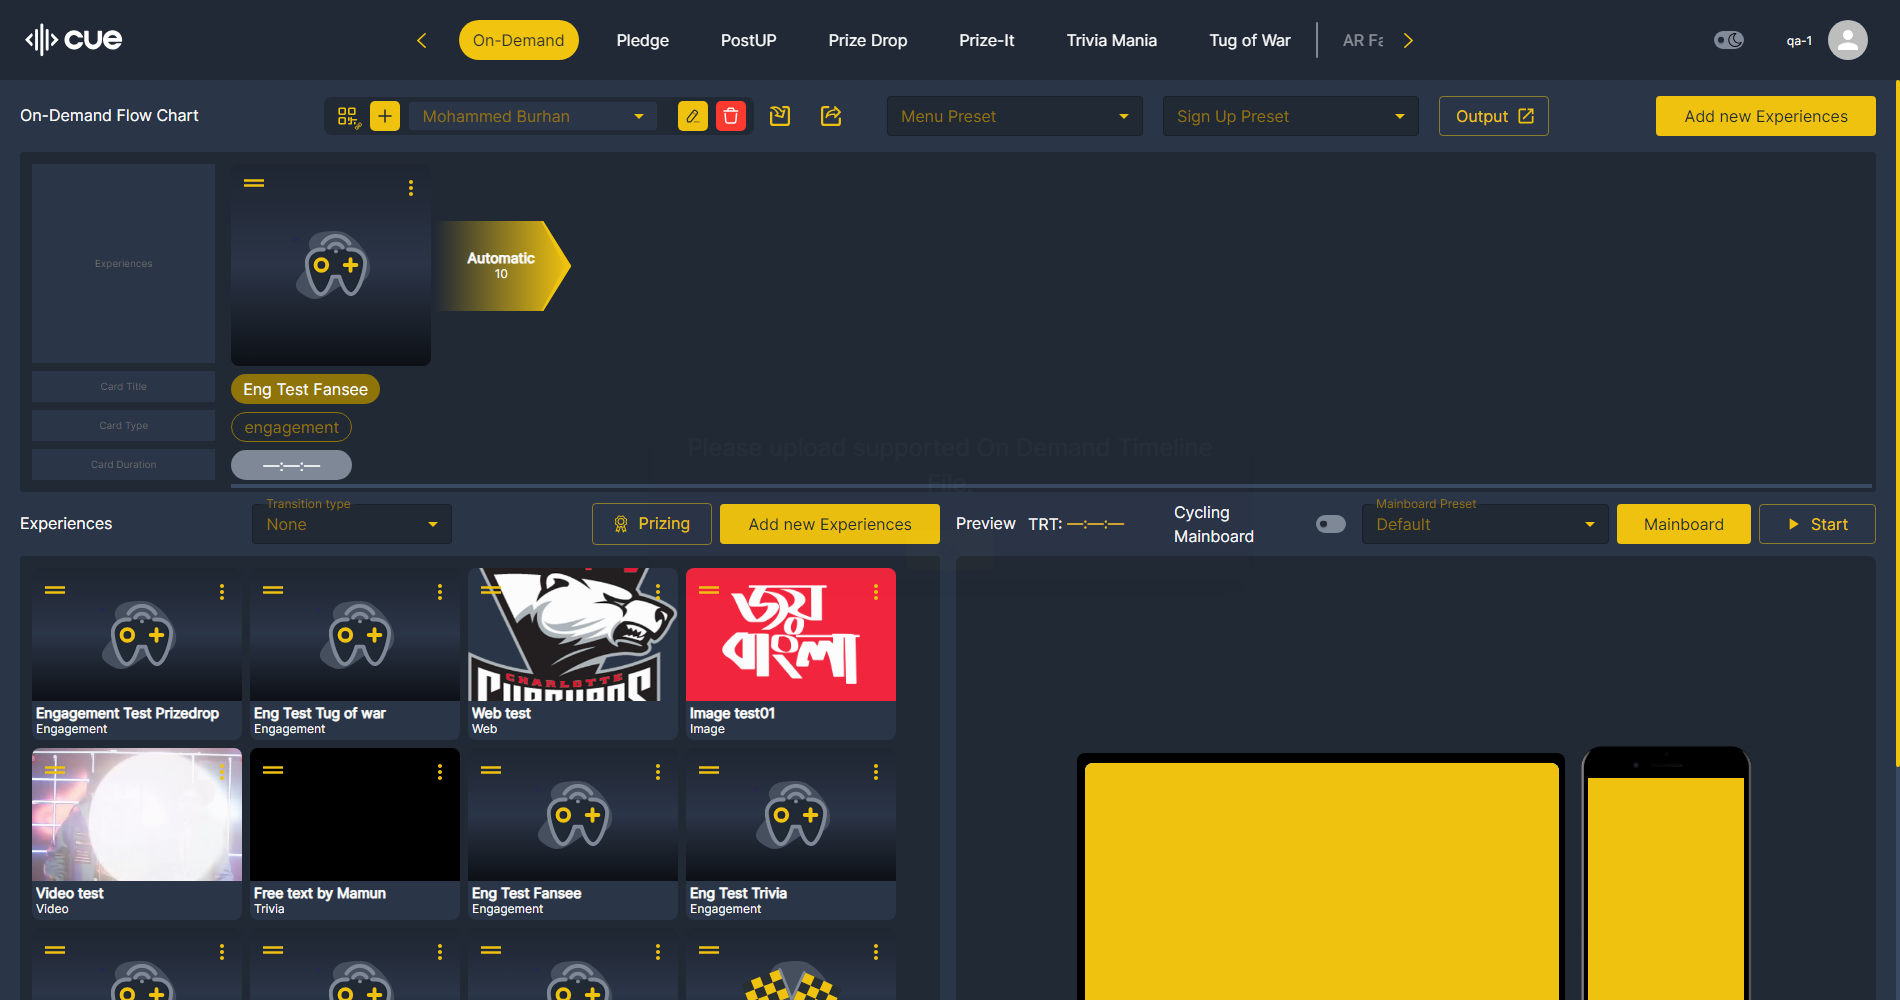 cue
On-Demand
Pledge
PostUP
Prize Drop
Prize-It
Trivia Mania
Tug of War
AR Fa
qa-1
On-Demand Flow Chart
Mohammed Burhan
Menu Preset
Sign Up Preset
Output
Add new Experiences
Experiences
Automatic
10
Card Title
Eng Test Fansee
Card Type
engagement
Card Duration
—:—:—
Please upload supported On Demand Timeline
File
Experiences
Transition type
None
Prizing
Add new Experiences
Preview
TRT: —:—:—
Cycling
Mainboard
Mainboard Preset
Default
Mainboard
Start
CHARLOTTE
জয়
বাংলা
Engagement Test Prizedrop
Engagement
Eng Test Tug of war
Engagement
Web test
Web
Image test01
Image
Video test
Video
Free text by Mamun
Trivia
Eng Test Fansee
Engagement
Eng Test Trivia
Engagement